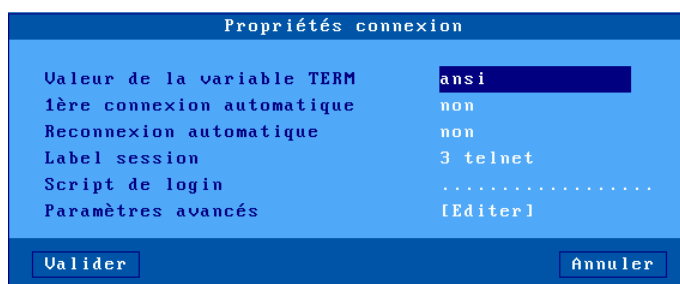 Propriétés connexion
Valeur de la variable TERM ansi
1ère connexion automatique non
Reconnexion automatique non
Label session 3 telnet
Script de login ..................
Paramètres avancés [Editer]
Valider Annuler